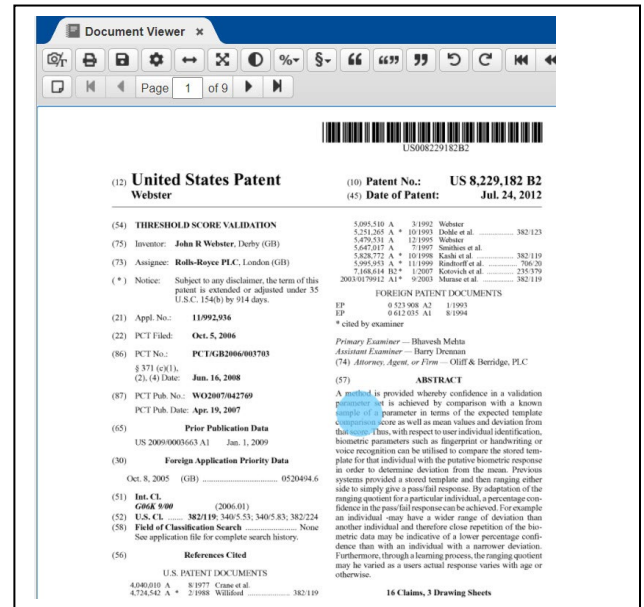 Document Viewer ×
%▾ §▾
Page 1 of 9
US008229182B2
(12) United States Patent
Webster
(10) Patent No.: US 8,229,182 B2
(45) Date of Patent: Jul. 24, 2012
(54) THRESHOLD SCORE VALIDATION
(75) Inventor: John R Webster, Derby (GB)
(73) Assignee: Rolls-Royce PLC, London (GB)
( * ) Notice: Subject to any disclaimer, the term of this
patent is extended or adjusted under 35
U.S.C. 154(b) by 914 days.
(21) Appl. No.: 11/992,936
(22) PCT Filed: Oct. 5, 2006
(86) PCT No.: PCT/GB2006/003703
§ 371 (c)(1),
(2), (4) Date: Jun. 16, 2008
(87) PCT Pub. No.: WO2007/042769
PCT Pub. Date: Apr. 19, 2007
(65) Prior Publication Data
US 2009/0003663 A1 Jan. 1, 2009
(30) Foreign Application Priority Data
Oct. 8, 2005 (GB) .................................... 0520494.6
(51) Int. Cl.
G06K 9/00 (2006.01)
(52) U.S. Cl. ....... 382/119; 340/5.53; 340/5.83; 382/224
(58) Field of Classification Search .................. None
See application file for complete search history.
(56) References Cited
U.S. PATENT DOCUMENTS
4,040,010 A 8/1977 Crane et al.
4,724,542 A * 2/1988 Williford .................... 382/119
5,095,510 A 3/1992 Webster
5,251,265 A * 10/1993 Dohle et al. .................. 382/123
5,479,531 A 12/1995 Webster
5,647,017 A 7/1997 Smithies et al.
5,828,772 A * 10/1998 Kashi et al. .................. 382/119
5,995,953 A * 11/1999 Rindtorff et al. ............... 706/20
7,168,614 B2 * 1/2007 Kotovich et al. ............. 235/379
2003/0179912 A1 * 9/2003 Murase et al. ................ 382/119
FOREIGN PATENT DOCUMENTS
EP 0 523 908 A2 1/1993
EP 0 612 035 A1 8/1994
* cited by examiner
Primary Examiner — Bhavesh Mehta
Assistant Examiner — Barry Drennan
(74) Attorney, Agent, or Firm — Oliff & Berridge, PLC
(57) ABSTRACT
A method is provided whereby confidence in a validation
parameter set is achieved by comparison with a known
sample of a parameter in terms of the expected template
comparison score as well as mean values and deviation from
that score. Thus, with respect to user individual identification,
biometric parameters such as fingerprint or handwriting or
voice recognition can be utilised to compare the stored tem-
plate for that individual with the putative biometric response
in order to determine deviation from the mean. Previous
systems provided a stored template and then ranging either
side to simply give a pass/fail response. By adaptation of the
ranging quotient for a particular individual, a percentage con-
fidence in the pass/fail response can be achieved. For example
an individual -may have a wider range of deviation than
another individual and therefore close repetition of the bio-
metric data may be indicative of a lower percentage confi-
dence than with an individual with a narrower deviation.
Furthermore, through a learning process, the ranging quotient
may be varied as a users actual response varies with age or
otherwise.
16 Claims, 3 Drawing Sheets